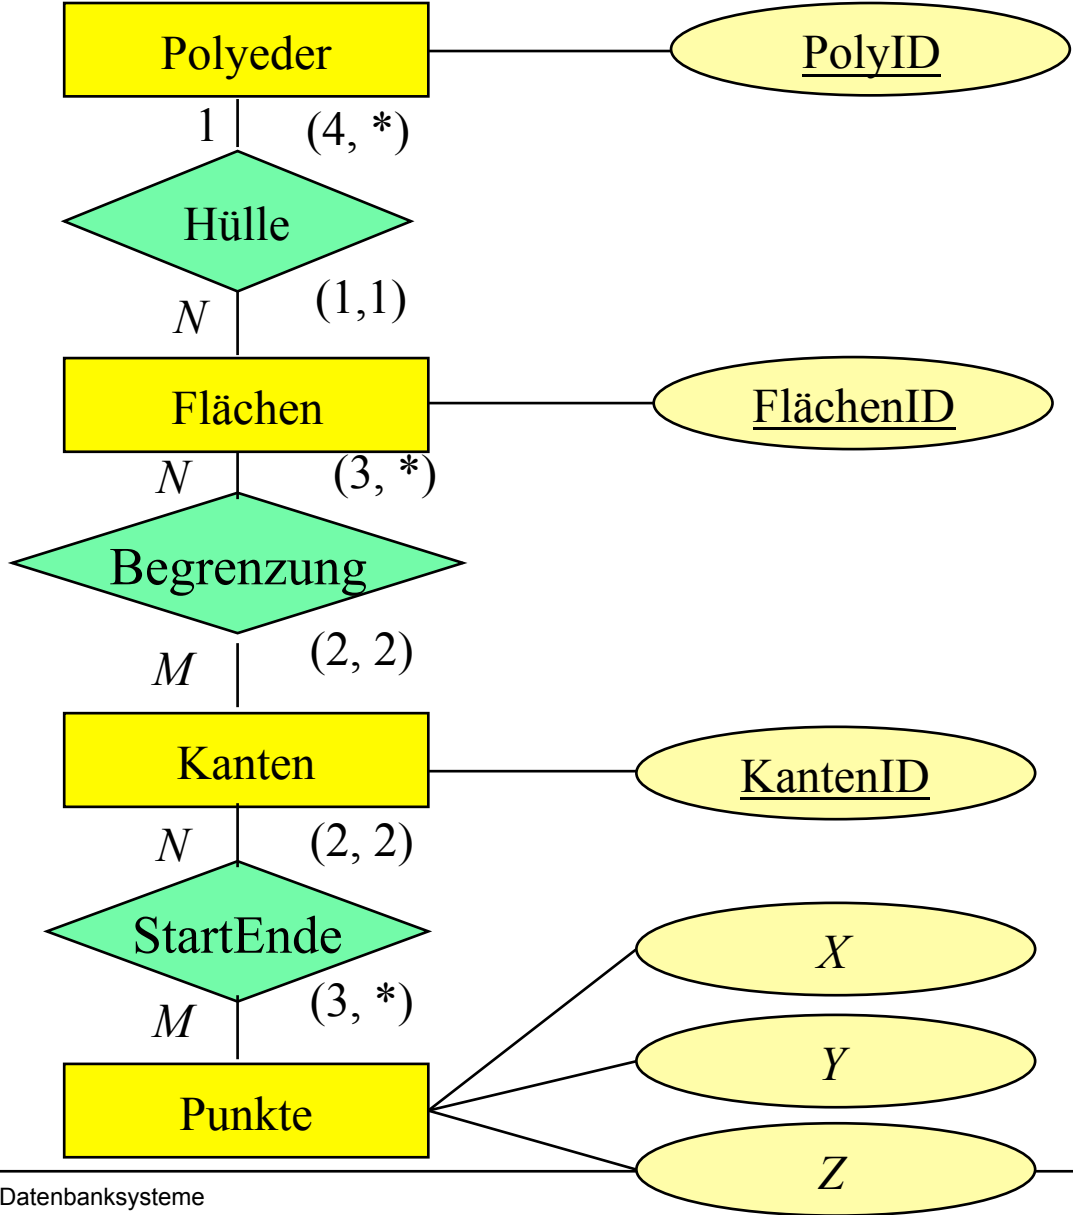 Polyeder
PolyID
1
(4, *)
Hülle
N
(1,1)
Flächen
FlächenID
N
(3, *)
Begrenzung
M
(2, 2)
Kanten
KantenID
N
(2, 2)
StartEnde
X
M
(3, *)
Y
Punkte
Z
Datenbanksysteme